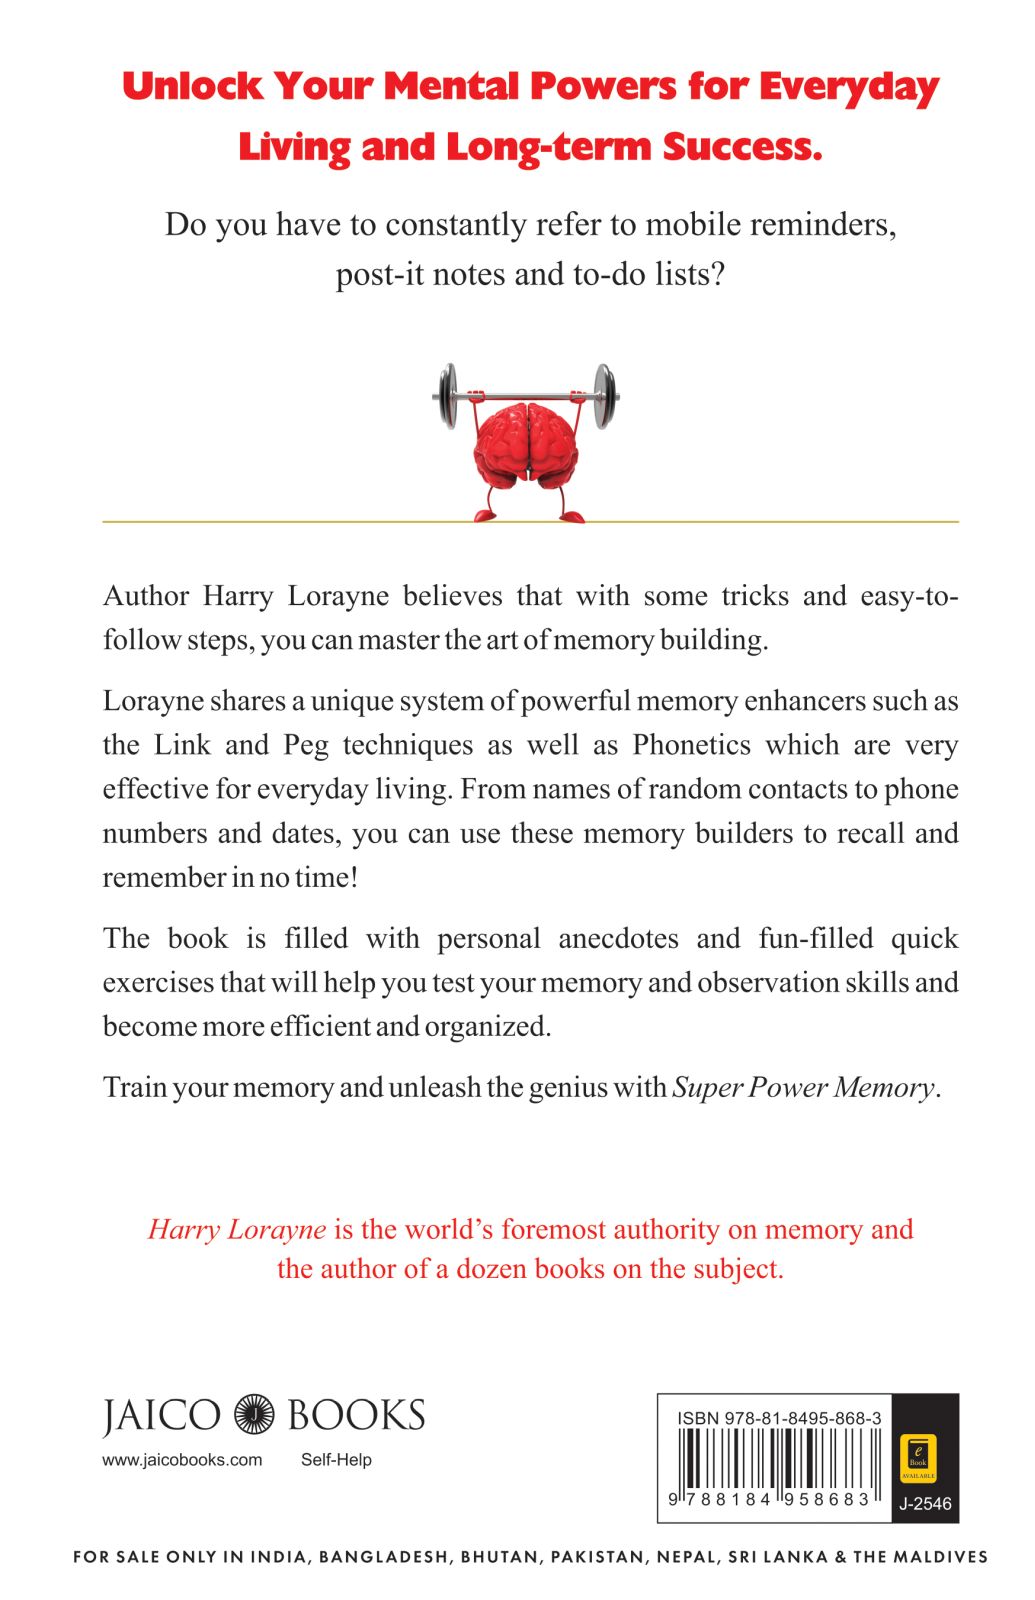 Unlock Your Mental Powers for Everyday
Living and Long-term Success.
Do you have to constantly refer to mobile reminders,
post-it notes and to-do lists?
Author Harry Lorayne believes that with some tricks and easy-to-
follow steps, you can master the art of memory building.
Lorayne shares a unique system of powerful memory enhancers such as
the Link and Peg techniques as well as Phonetics which are very
effective for everyday living. From names of random contacts to phone
numbers and dates, you can use these memory builders to recall and
remember in no time!
The book is filled with personal anecdotes and fun-filled quick
exercises that will help you test your memory and observation skills and
become more efficient and organized.
Train your memory and unleash the genius with Super Power Memory.
Harry Lorayne is the world's foremost authority on memory and
the author of a dozen books on the subject.
JAICO J BOOKS
www.jaicobooks.com Self-Help
ISBN 978-81-8495-868-3
9 788184 958683
e
Book
AVAILABLE
J-2546
FOR SALE ONLY IN INDIA, BANGLADESH, BHUTAN, PAKISTAN, NEPAL, SRI LANKA & THE MALDIVES